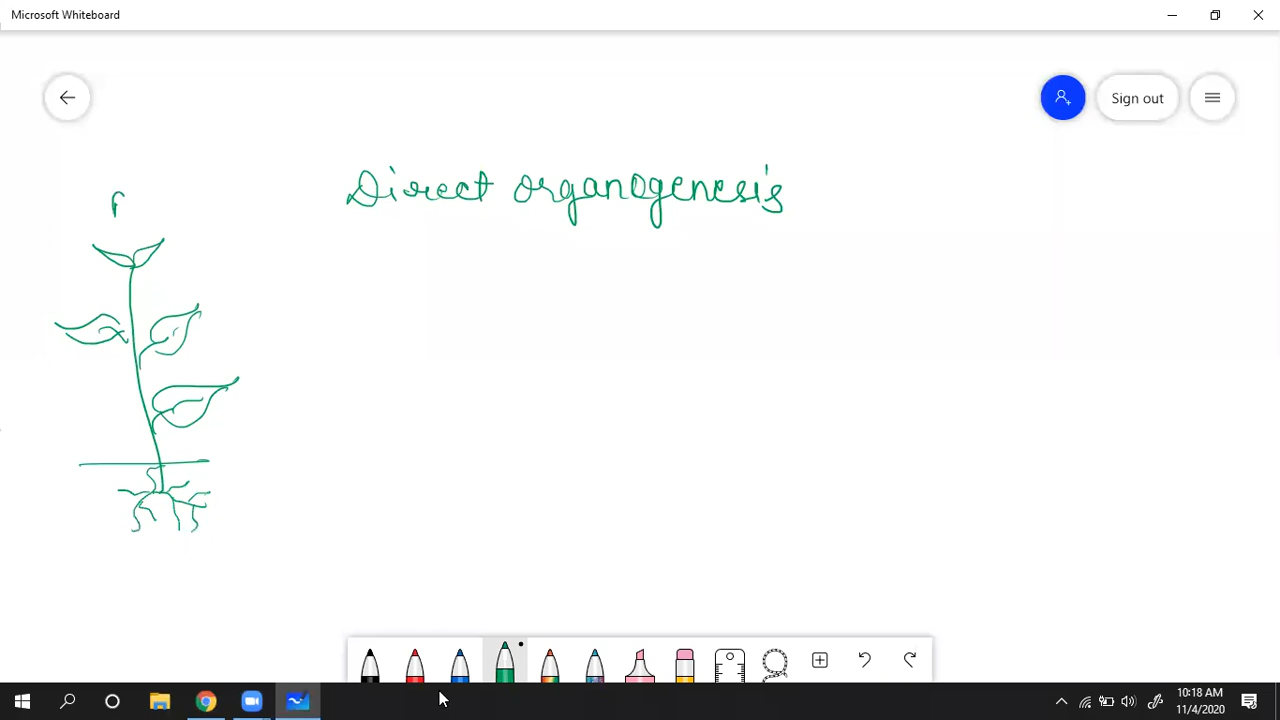 Microsoft Whiteboard
Sign out
Direct organogenesis
10:18 AM
11/4/2020